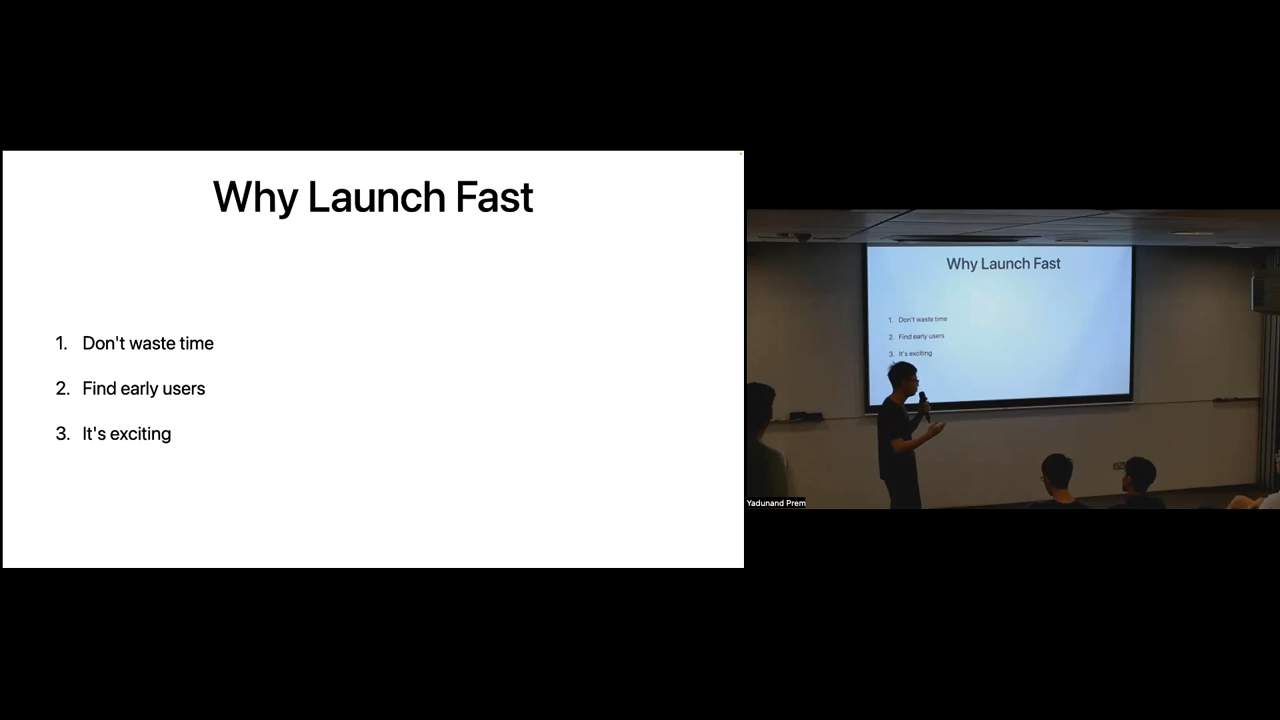 Why Launch Fast
1. Don't waste time
2. Find early users
3. It's exciting
Why Launch Fast
1. Don't waste time
2. Find early users
3. It's exciting
Yadunand Prem